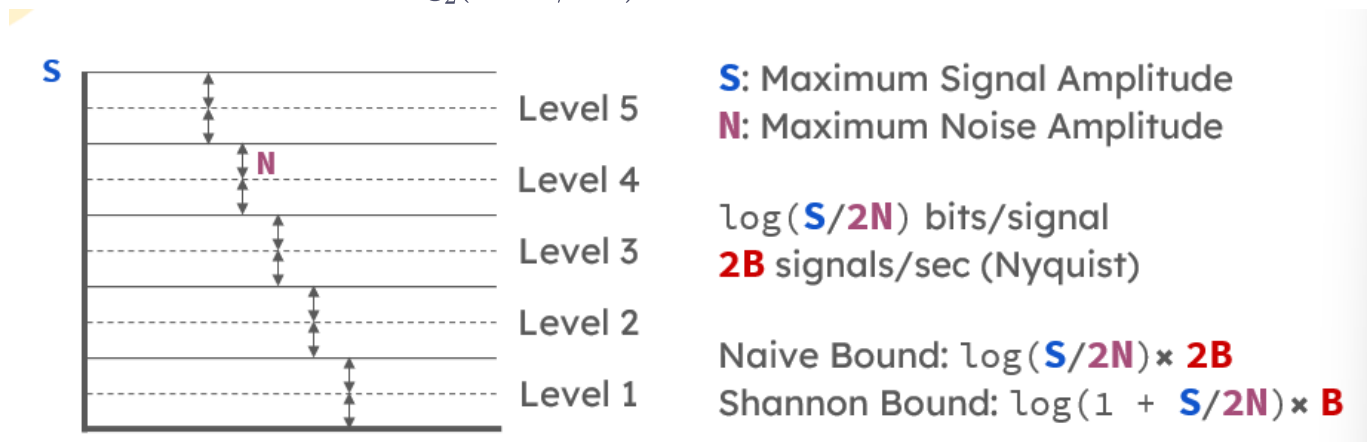 S
Level 5
N
Level 4
Level 3
Level 2
Level 1
S: Maximum Signal Amplitude
N: Maximum Noise Amplitude
log(S/2N) bits/signal
2B signals/sec (Nyquist)
Naive Bound: log(S/2N)× 2B
Shannon Bound: log(1 + S/2N)× B